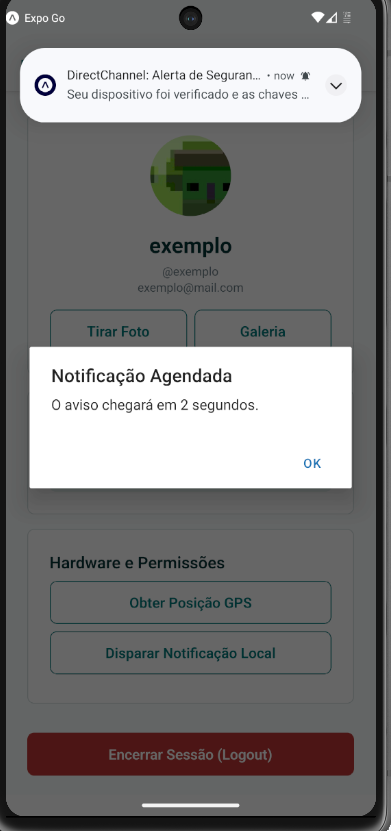 Expo Go
DirectChannel: Alerta de Seguran... • now
Seu dispositivo foi verificado e as chaves ...
exemplo
@exemplo
exemplo@mail.com
Tirar Foto
Galeria
Notificação Agendada
O aviso chegará em 2 segundos.
OK
Hardware e Permissões
Obter Posição GPS
Disparar Notificação Local
Encerrar Sessão (Logout)